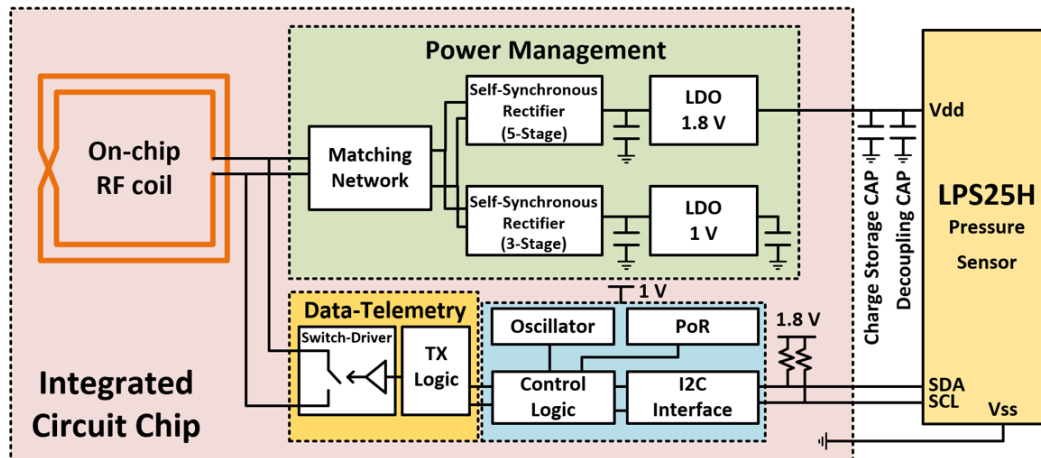 Power Management
On-chip
RF coil
Matching
Network
Self-Synchronous
Rectifier
(5-Stage)
LDO
1.8 V
Self-Synchronous
Rectifier
(3-Stage)
LDO
1 V
Vdd
LPS25H
Pressure
Sensor
Charge Storage CAP
Decoupling CAP
1 V
Data-Telemetry
Switch-Driver
TX
Logic
Oscillator
PoR
Control
Logic
I2C
Interface
1.8 V
SDA
SCL
Vss
Integrated
Circuit Chip